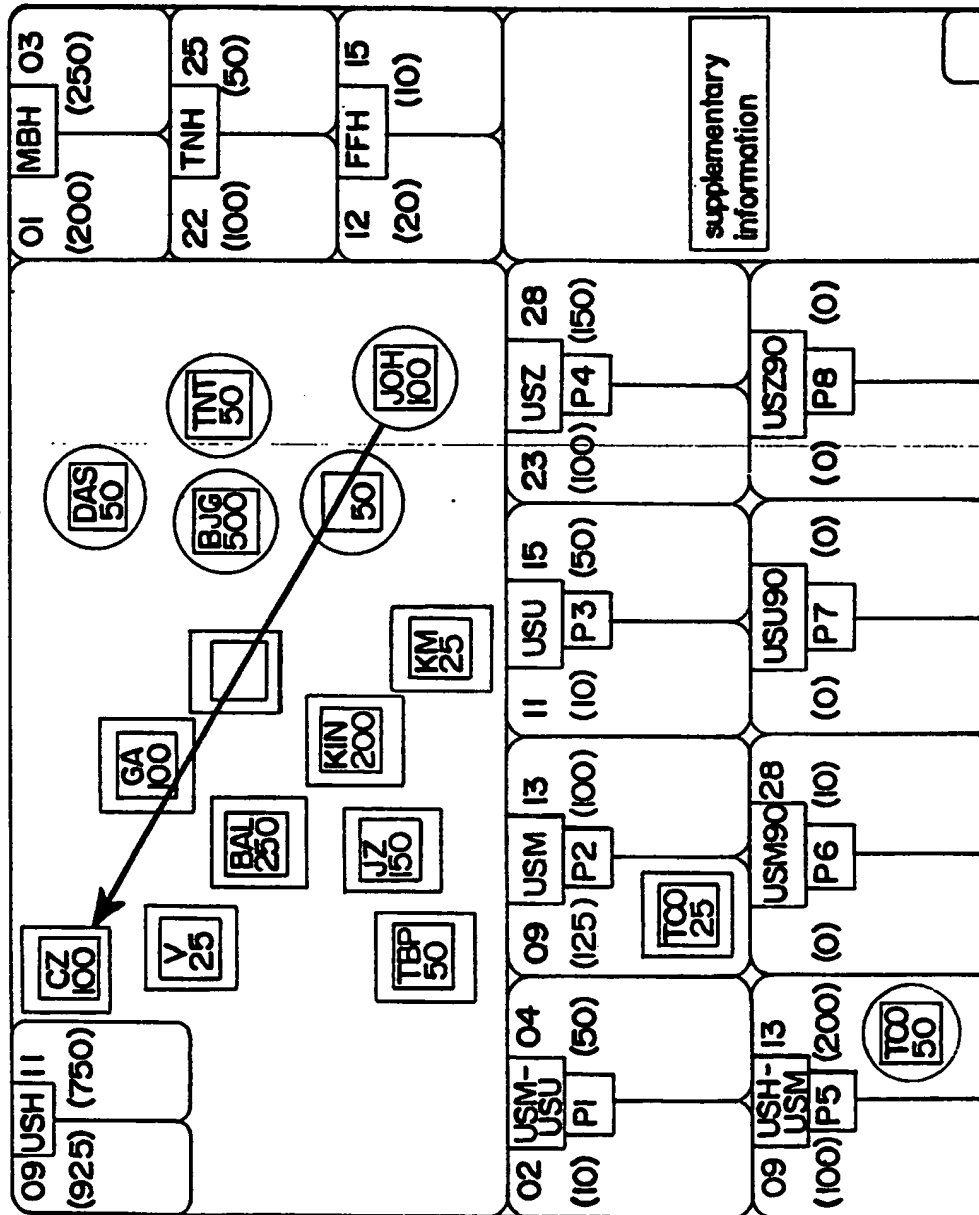 09 USH 11
(925) (750)
CZ
100
GA
100
DAS
50
V
25
BAL
250
BJG
500
TNT
50
TBP
50
JZ
150
KIN
200
KM
25
50
JOH
100
01 MBH 03
(200) (250)
22 TNH 25
(100) (50)
12 FFH 15
(20) (10)
02 USM- 04
USU
(10) P1 (50)
09 USM 13
(125) P2 (100)
TCO
25
11 USU 15
(10) P3 (50)
23 USZ 28
(100) P4 (150)
09 USH- 13
USM
(100) P5 (200)
TCO
50
USM90 28
(0) P6 (10)
USU90
(0) P7 (0)
USZ90
(0) P8 (0)
supplementary
information